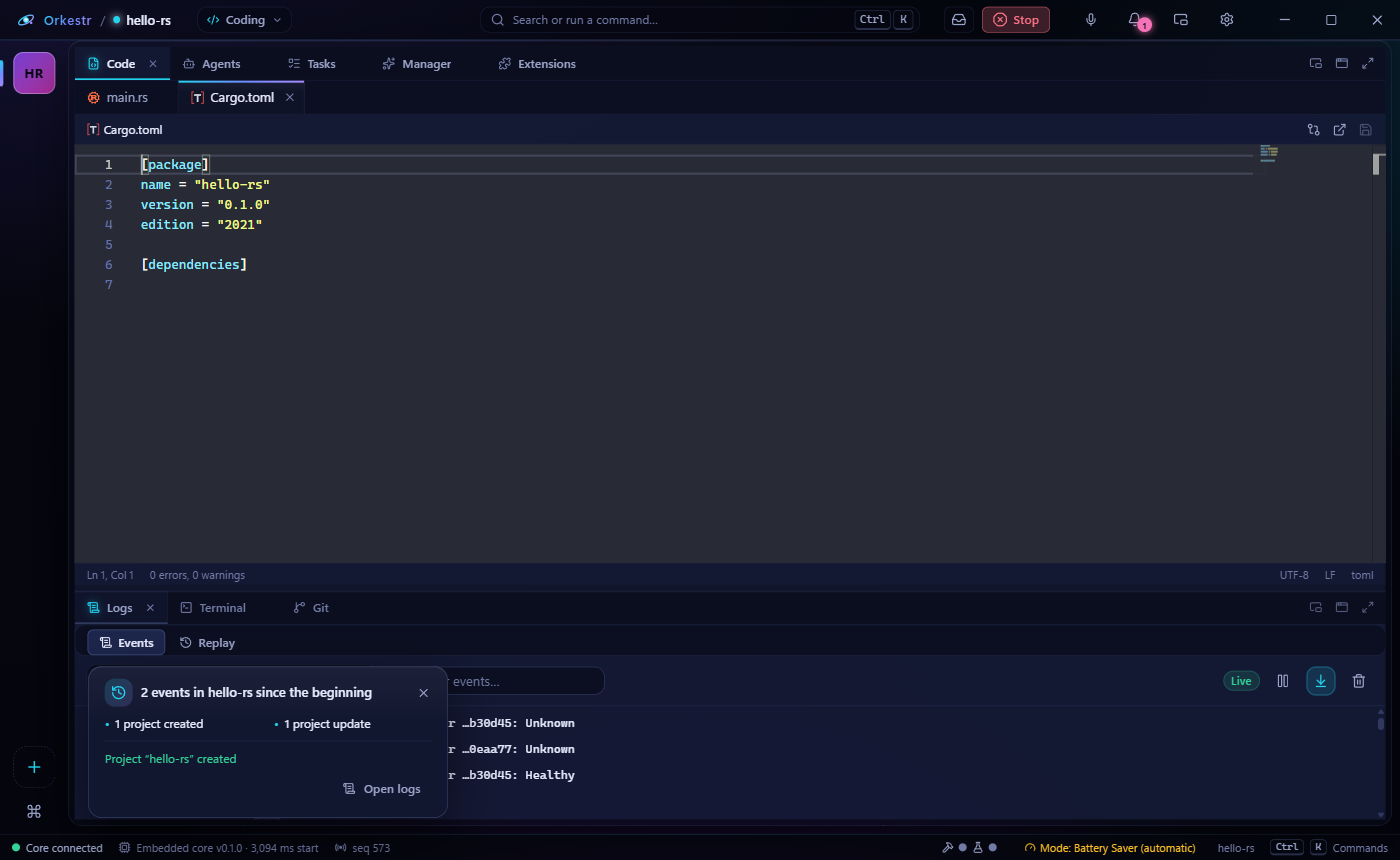 Orkestr / hello-rs
Coding
Search or run a command...
Ctrl K
Stop
1
HR
Code
Agents
Tasks
Manager
Extensions
main.rs
[T] Cargo.toml
[T] Cargo.toml
1 [package]
2 name = "hello-rs"
3 version = "0.1.0"
4 edition = "2021"
5
6 [dependencies]
7
Ln 1, Col 1 0 errors, 0 warnings
UTF-8 LF toml
Logs
Terminal
Git
Events
Replay
events...
Live
2 events in hello-rs since the beginning
• 1 project created • 1 project update
Project "hello-rs" created
Open logs
r …b30d45: Unknown
r …0eaa77: Unknown
r …b30d45: Healthy
Core connected
Embedded core v0.1.0 · 3,094 ms start
seq 573
Mode: Battery Saver (automatic)
hello-rs
Ctrl K Commands